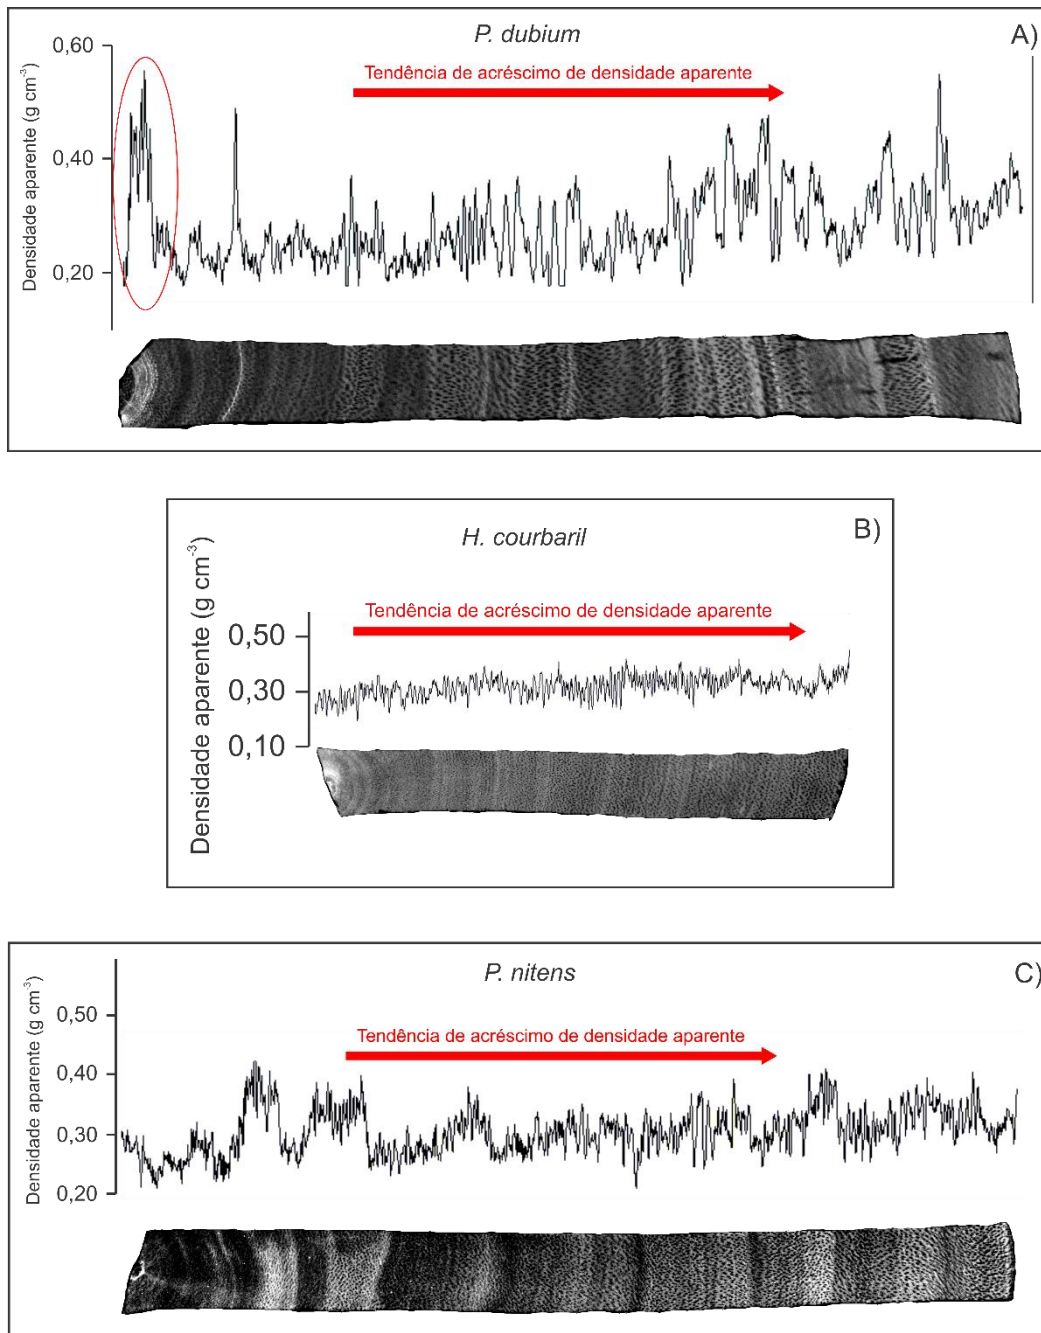 P. dubium
A)
Tendência de acréscimo de densidade aparente
Densidade aparente (g cm-3)
0,60
0,40
0,20
H. courbaril
B)
Tendência de acréscimo de densidade aparente
Densidade aparente (g cm-3)
0,50
0,30
0,10
P. nitens
C)
Tendência de acréscimo de densidade aparente
Densidade aparente (g cm-3)
0,50
0,40
0,30
0,20